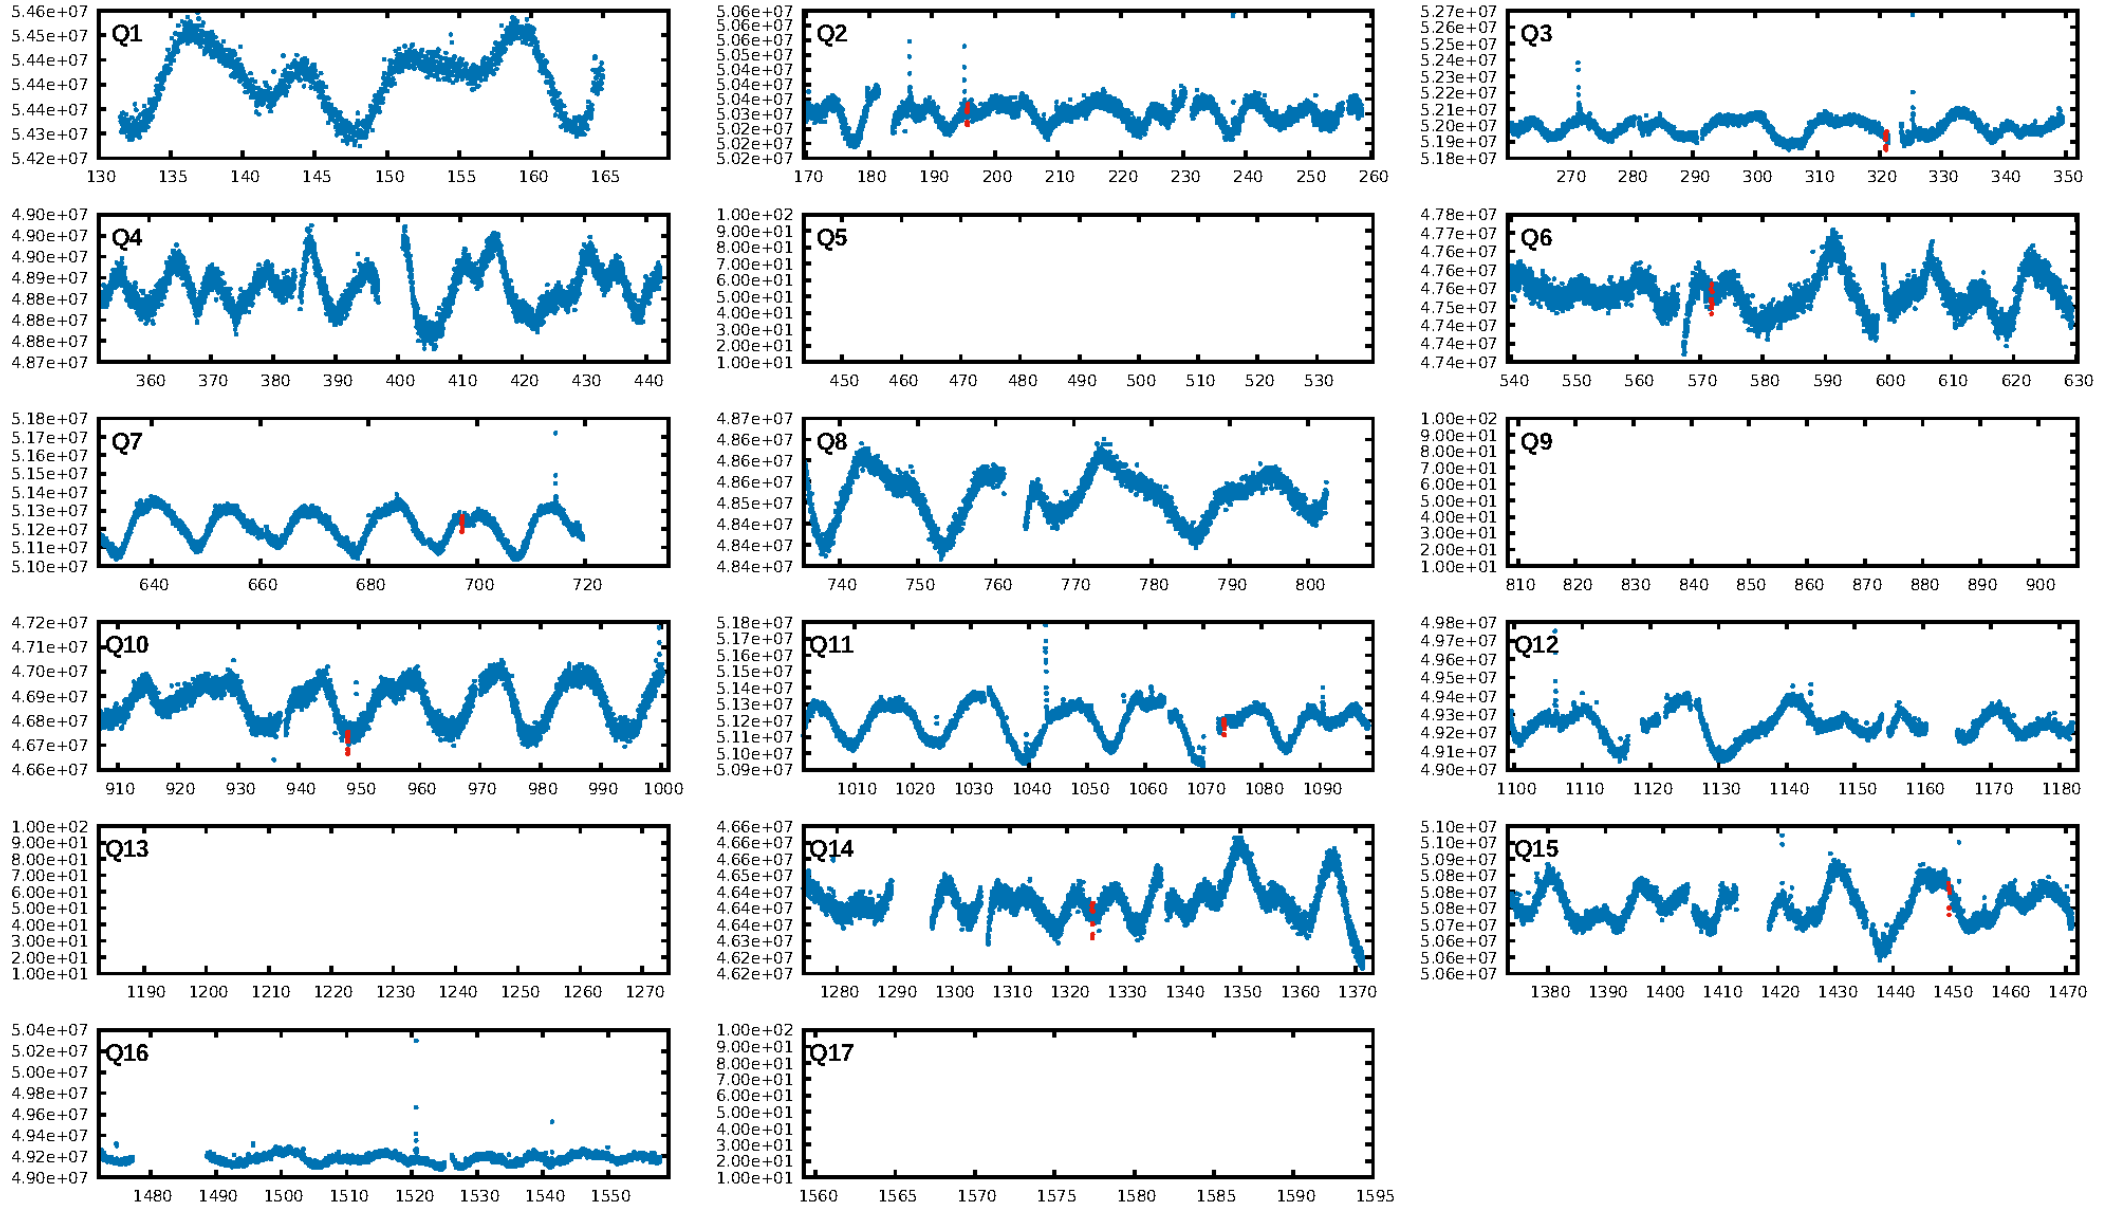 Q1
5.46e+07
5.45e+07
5.44e+07
5.44e+07
5.44e+07
5.43e+07
5.42e+07
130 135 140 145 150 155 160 165
Q2
5.06e+07
5.06e+07
5.06e+07
5.05e+07
5.04e+07
5.04e+07
5.04e+07
5.03e+07
5.02e+07
5.02e+07
5.02e+07
170 180 190 200 210 220 230 240 250 260
Q3
5.27e+07
5.26e+07
5.25e+07
5.24e+07
5.23e+07
5.22e+07
5.21e+07
5.20e+07
5.19e+07
5.18e+07
270 280 290 300 310 320 330 340 350
Q4
4.90e+07
4.90e+07
4.90e+07
4.89e+07
4.88e+07
4.88e+07
4.88e+07
4.87e+07
360 370 380 390 400 410 420 430 440
Q5
1.00e+02
9.00e+01
8.00e+01
7.00e+01
6.00e+01
5.00e+01
4.00e+01
3.00e+01
2.00e+01
1.00e+01
450 460 470 480 490 500 510 520 530
Q6
4.78e+07
4.77e+07
4.76e+07
4.76e+07
4.76e+07
4.75e+07
4.74e+07
4.74e+07
4.74e+07
540 550 560 570 580 590 600 610 620 630
Q7
5.18e+07
5.17e+07
5.16e+07
5.15e+07
5.14e+07
5.13e+07
5.12e+07
5.11e+07
5.10e+07
640 660 680 700 720
Q8
4.87e+07
4.86e+07
4.86e+07
4.86e+07
4.85e+07
4.84e+07
4.84e+07
4.84e+07
740 750 760 770 780 790 800
Q9
1.00e+02
9.00e+01
8.00e+01
7.00e+01
6.00e+01
5.00e+01
4.00e+01
3.00e+01
2.00e+01
1.00e+01
810 820 830 840 850 860 870 880 890 900
Q10
4.72e+07
4.71e+07
4.70e+07
4.69e+07
4.68e+07
4.67e+07
4.66e+07
910 920 930 940 950 960 970 980 990 1000
Q11
5.18e+07
5.17e+07
5.16e+07
5.15e+07
5.14e+07
5.13e+07
5.12e+07
5.11e+07
5.10e+07
5.09e+07
1010 1020 1030 1040 1050 1060 1070 1080 1090
Q12
4.98e+07
4.97e+07
4.96e+07
4.95e+07
4.94e+07
4.93e+07
4.92e+07
4.91e+07
4.90e+07
1100 1110 1120 1130 1140 1150 1160 1170 1180
Q13
1.00e+02
9.00e+01
8.00e+01
7.00e+01
6.00e+01
5.00e+01
4.00e+01
3.00e+01
2.00e+01
1.00e+01
1190 1200 1210 1220 1230 1240 1250 1260 1270
Q14
4.66e+07
4.66e+07
4.65e+07
4.64e+07
4.64e+07
4.64e+07
4.63e+07
4.62e+07
4.62e+07
1280 1290 1300 1310 1320 1330 1340 1350 1360 1370
Q15
5.10e+07
5.10e+07
5.09e+07
5.08e+07
5.08e+07
5.08e+07
5.07e+07
5.06e+07
5.06e+07
1380 1390 1400 1410 1420 1430 1440 1450 1460 1470
Q16
5.04e+07
5.02e+07
5.00e+07
4.98e+07
4.96e+07
4.94e+07
4.92e+07
4.90e+07
1480 1490 1500 1510 1520 1530 1540 1550
Q17
1.00e+02
9.00e+01
8.00e+01
7.00e+01
6.00e+01
5.00e+01
4.00e+01
3.00e+01
2.00e+01
1.00e+01
1560 1565 1570 1575 1580 1585 1590 1595